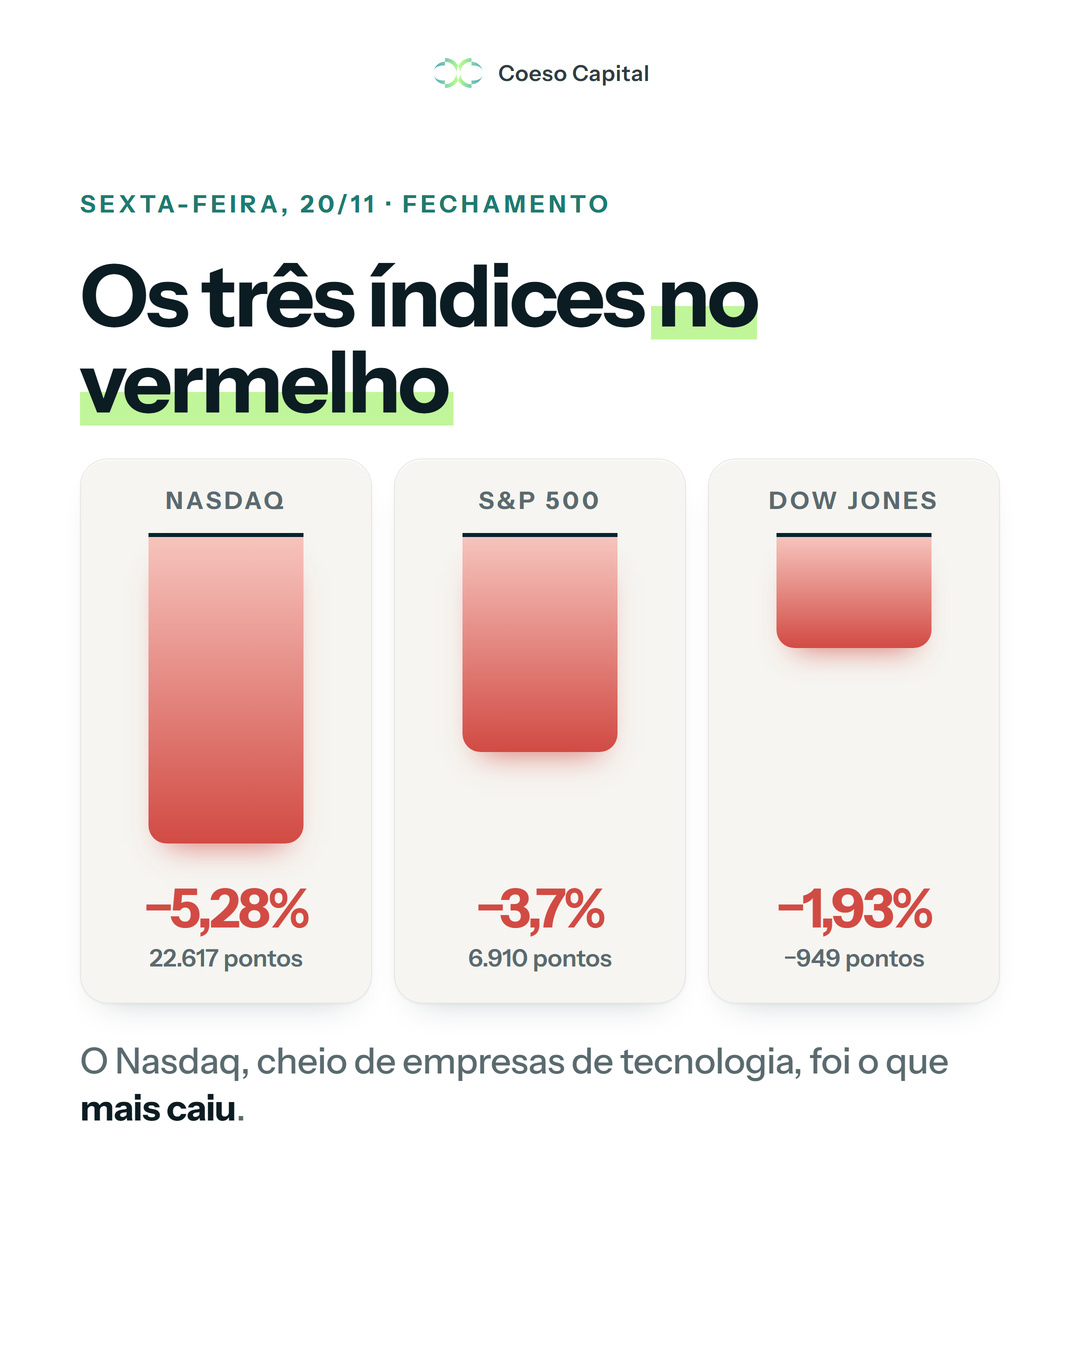 Coeso Capital
SEXTA-FEIRA, 20/11 · FECHAMENTO
Os três índices no
vermelho
NASDAQ
−5,28%
22.617 pontos
S&P 500
−3,7%
6.910 pontos
DOW JONES
−1,93%
−949 pontos
O Nasdaq, cheio de empresas de tecnologia, foi o que
mais caiu.